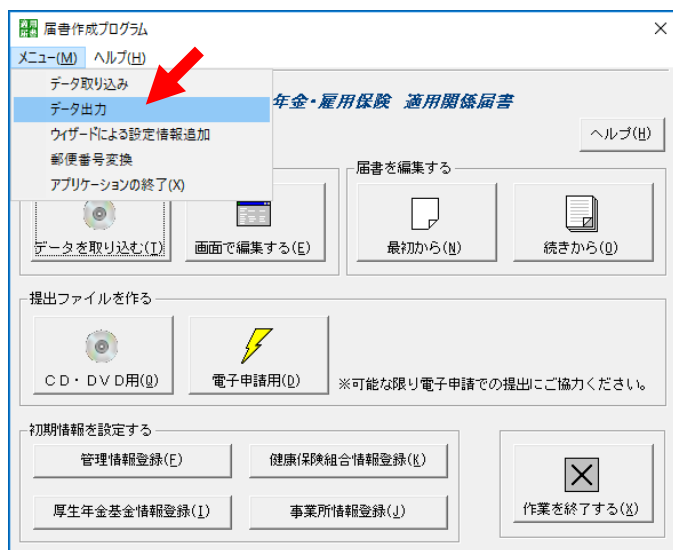 届書作成プログラム
メニュー(M) ヘルプ(H)
データ取り込み
データ出力
ウィザードによる設定情報追加
郵便番号変換
アプリケーションの終了(X)
年金・雇用保険 適用関係届書
ヘルプ(H)
届書を編集する
データを取り込む(T)
画面で編集する(E)
最初から(N)
続きから(O)
提出ファイルを作る
CD・DVD用(Q)
電子申請用(D)
※可能な限り電子申請での提出にご協力ください。
初期情報を設定する
管理情報登録(F)
健康保険組合情報登録(K)
厚生年金基金情報登録(I)
事業所情報登録(J)
作業を終了する(X)